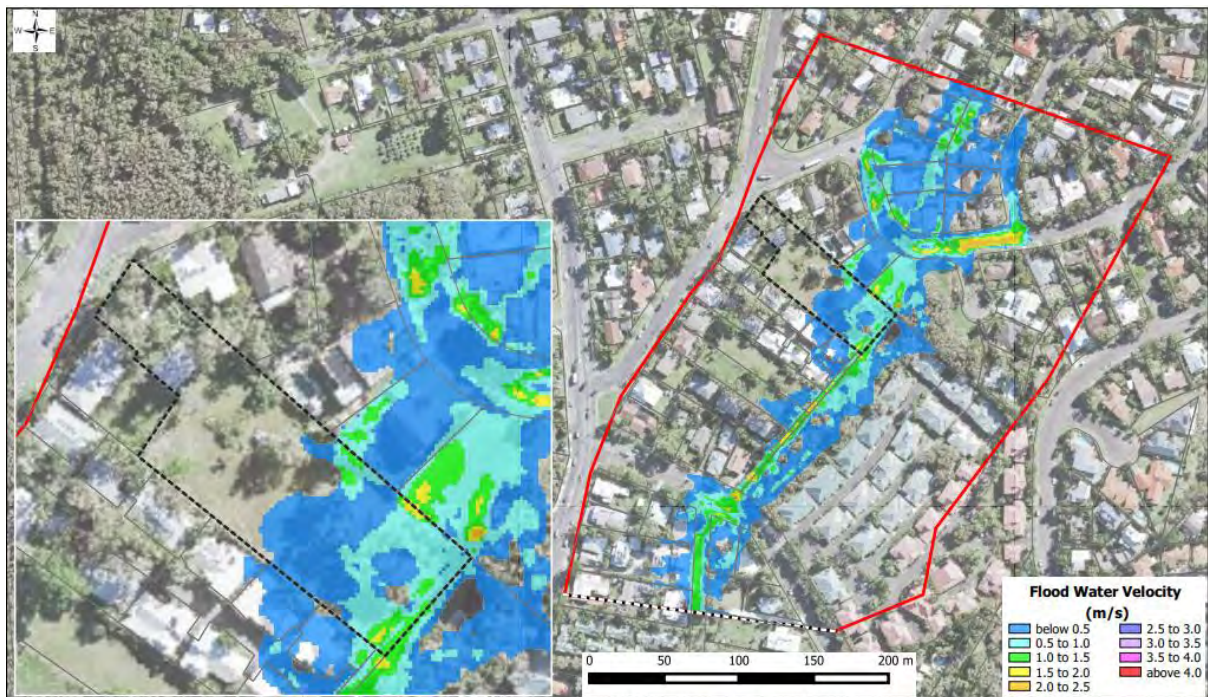 N
W E
S
Flood Water Velocity
(m/s)
below 0.5
0.5 to 1.0
1.0 to 1.5
1.5 to 2.0
2.0 to 2.5
2.5 to 3.0
3.0 to 3.5
3.5 to 4.0
above 4.0
0 50 100 150 200 m